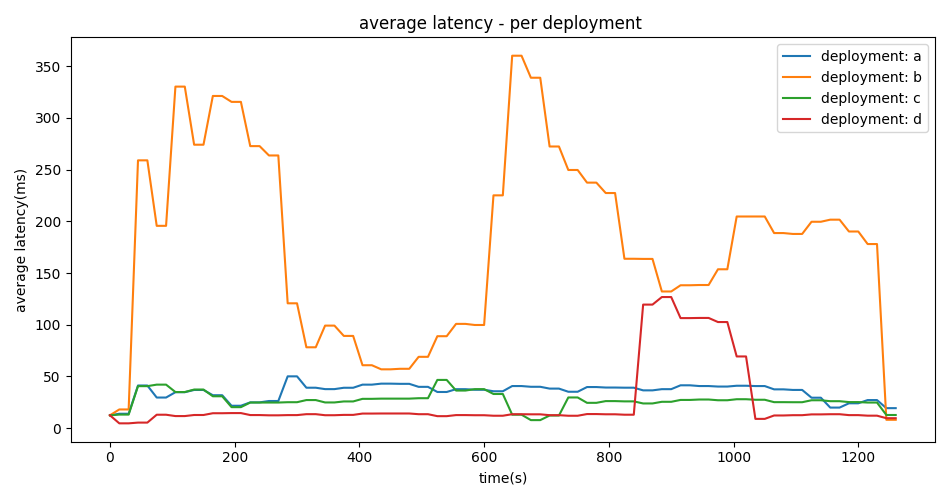 average latency - per deployment
deployment: a
deployment: b
deployment: c
deployment: d
average latency(ms)
350
300
250
200
150
100
50
0
0 200 400 600 800 1000 1200
time(s)